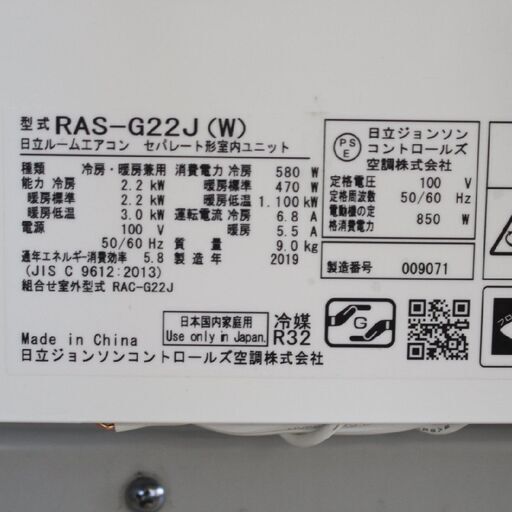 型式 RAS-G22J(W)
日立ルームエアコン セパレート形室内ユニット
種類 冷房・暖房兼用
能力 冷房 2.2 kW
暖房標準 2.2 kW
暖房低温 3.0 kW
電源 100 V
50/60 Hz
通年エネルギー消費効率 5.8
(JIS C 9612:2013)
組合せ室外型式 RAC-G22J
消費電力 冷房 580 W
暖房標準 470 W
暖房低温 1.100 kW
運転電流 冷房 6.8 A
暖房 5.5 A
質量 9.0 kg
製造年 2019
PS
E
日立ジョンソン
コントロールズ
空調株式会社
定格電圧 100 V
定格周波数 50/60 Hz
電動機の定
格消費電力 850 W
製造番号 009071
日本国内家庭用
Use only in Japan.
冷媒
R32
G
Made in China
日立ジョンソンコントロールズ空調株式会社
フロ